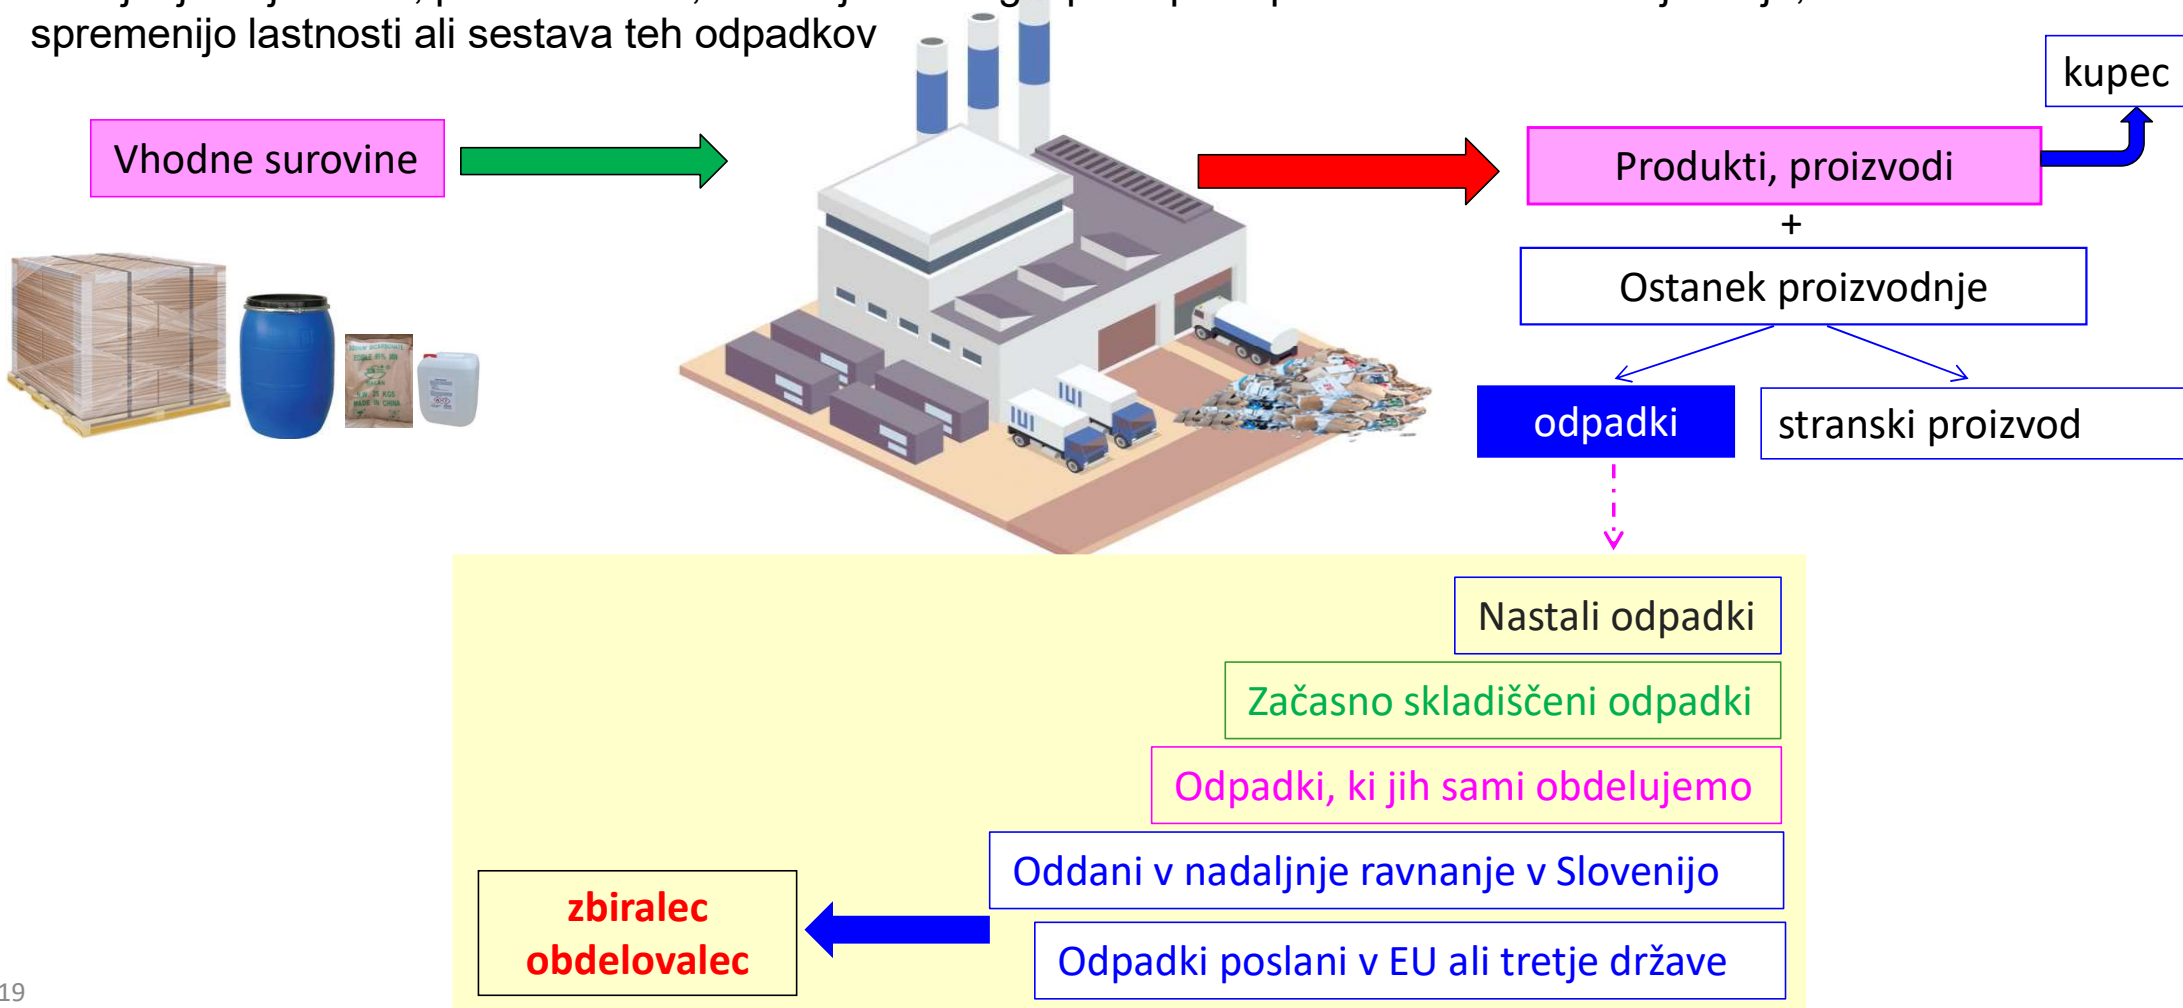 spremenijo lastnosti ali sestava teh odpadkov
kupec
Vhodne surovine
Produkti, proizvodi
+
Ostanek proizvodnje
odpadki
stranski proizvod
Nastali odpadki
Začasno skladiščeni odpadki
Odpadki, ki jih sami obdelujemo
Oddani v nadaljnje ravnanje v Slovenijo
zbiralec
obdelovalec
Odpadki poslani v EU ali tretje države
19